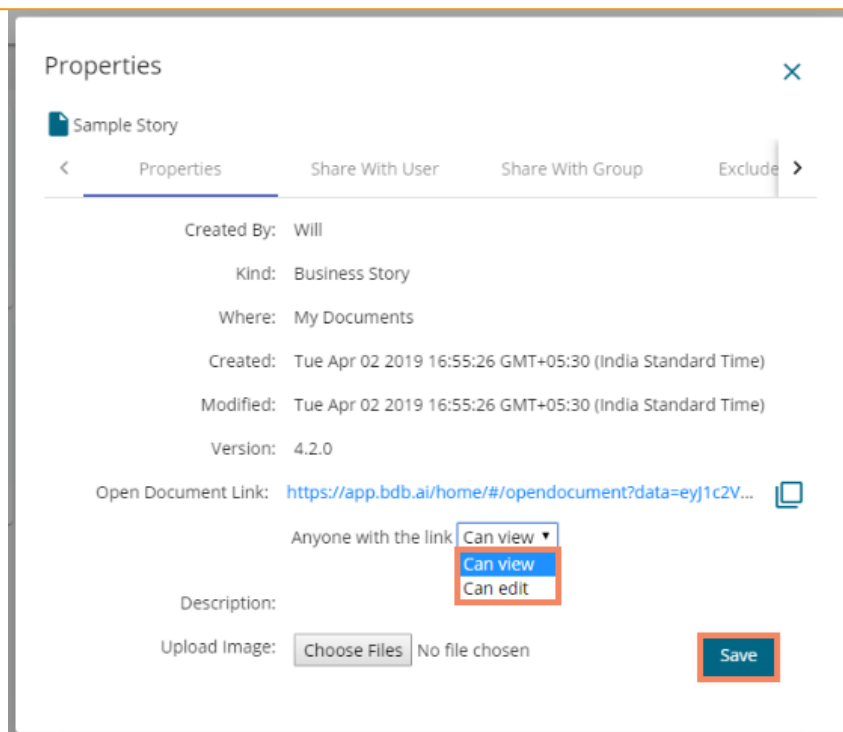 Properties
Sample Story
Properties Share With User Share With Group Exclude
Created By: Will
Kind: Business Story
Where: My Documents
Created: Tue Apr 02 2019 16:55:26 GMT+05:30 (India Standard Time)
Modified: Tue Apr 02 2019 16:55:26 GMT+05:30 (India Standard Time)
Version: 4.2.0
Open Document Link: https://app.bdb.ai/home/#/opendocument?data=eyJ1c2V...
Anyone with the link Can view
Can view
Can edit
Description:
Upload Image: Choose Files No file chosen Save